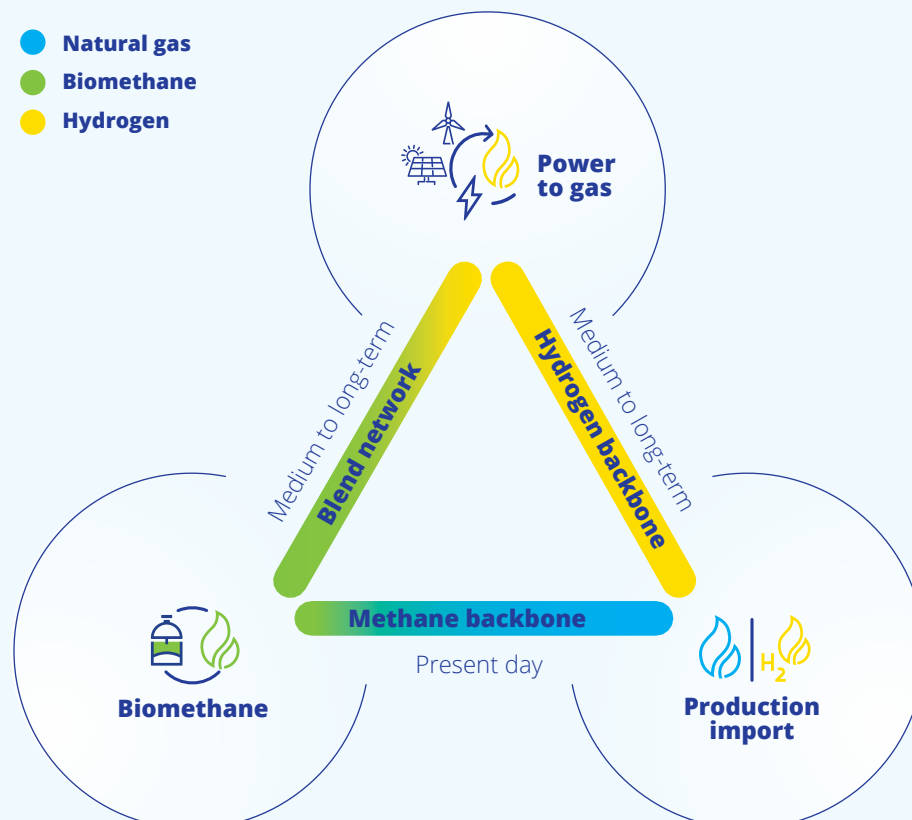 Natural gas
Biomethane
Hydrogen
Power
to gas
Medium to long-term
Blend network
Hydrogen backbone
Medium to long-term
Methane backbone
Present day
Biomethane
H2
Production
import